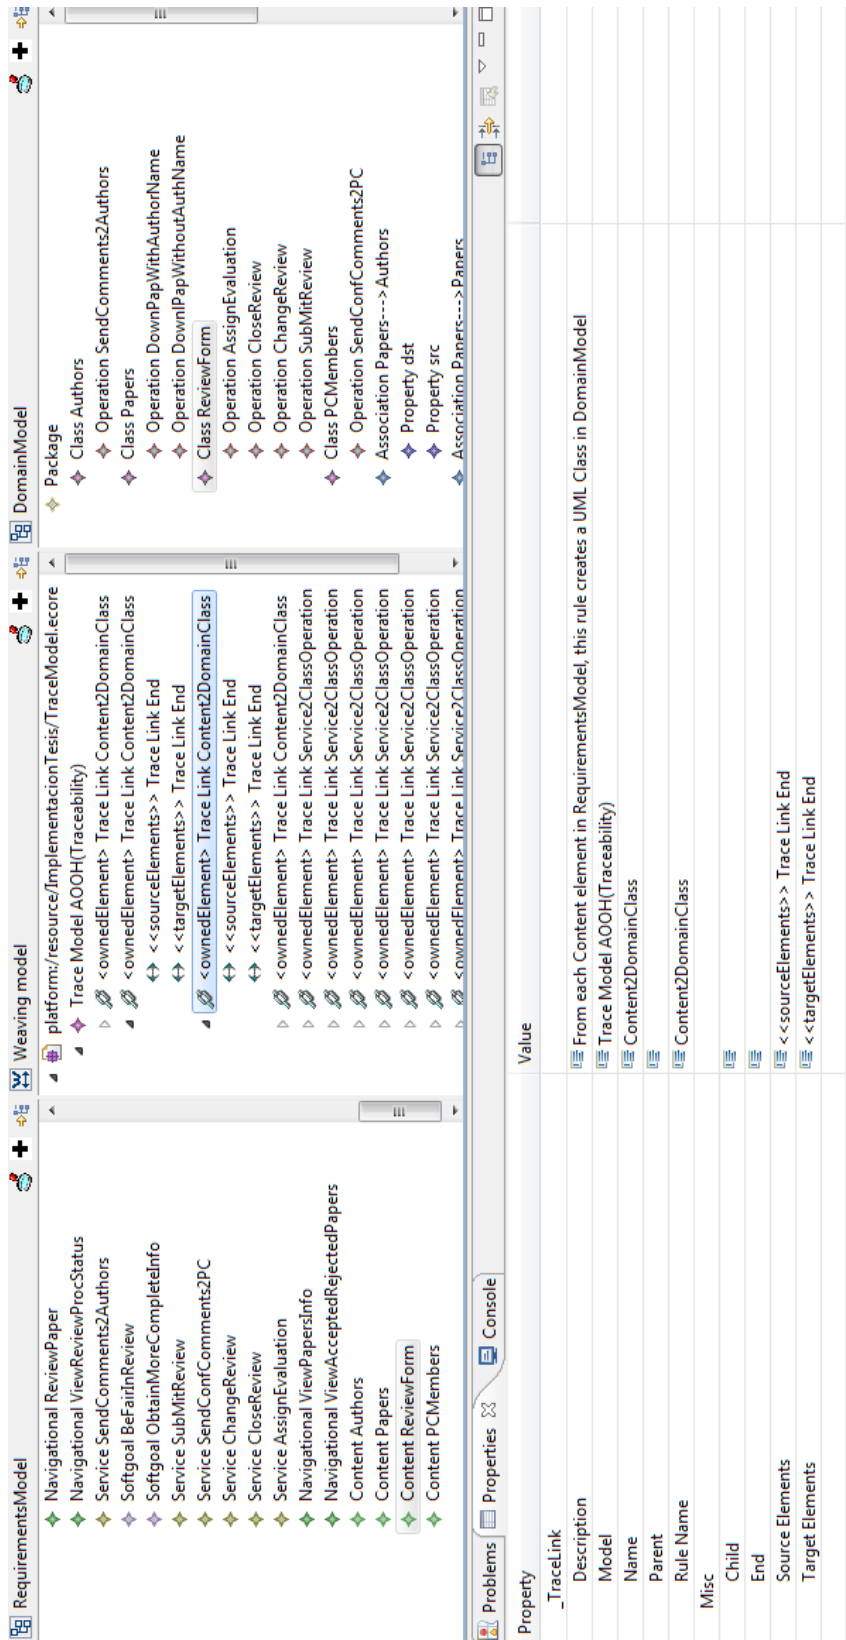 RequirementsModel
Navigational ReviewPaper
Navigational ViewReviewProcStatus
Service SendComments2Authors
Softgoal BeFairInReview
Softgoal ObtainMoreCompleteInfo
Service SubMitReview
Service SendConfComments2PC
Service ChangeReview
Service CloseReview
Service AssignEvaluation
Navigational ViewPapersInfo
Navigational ViewAcceptedRejectedPapers
Content Authors
Content Papers
Content ReviewForm
Content PCMembers
Weaving model
platform:/resource/ImplementacionTesis/TraceModel.ecore
Trace Model AOOH(Traceability)
<ownedElement> Trace Link Content2DomainClass
<ownedElement> Trace Link Content2DomainClass
<<sourceElements>> Trace Link End
<<targetElements>> Trace Link End
<ownedElement> Trace Link Content2DomainClass
<<sourceElements>> Trace Link End
<<targetElements>> Trace Link End
<ownedElement> Trace Link Content2DomainClass
<ownedElement> Trace Link Service2ClassOperation
<ownedElement> Trace Link Service2ClassOperation
<ownedElement> Trace Link Service2ClassOperation
<ownedElement> Trace Link Service2ClassOperation
<ownedElement> Trace Link Service2ClassOperation
<ownedElement> Trace Link Service2ClassOperation
<ownedElement> Trace Link Service2ClassOperation
DomainModel
Package
Class Authors
Operation SendComments2Authors
Class Papers
Operation DownPapWithAuthorName
Operation DownlPapWithoutAuthName
Class ReviewForm
Operation AssignEvaluation
Operation CloseReview
Operation ChangeReview
Operation SubMitReview
Class PCMembers
Operation SendConfComments2PC
Association Papers--->Authors
Property dst
Property src
Association Papers--->Papers
Problems Properties Console
Property Value
_TraceLink
Description From each Content element in RequirementsModel, this rule creates a UML Class in DomainModel
Model Trace Model AOOH(Traceability)
Name Content2DomainClass
Parent
Rule Name Content2DomainClass
Misc
Child
End
Source Elements <<sourceElements>> Trace Link End
Target Elements <<targetElements>> Trace Link End